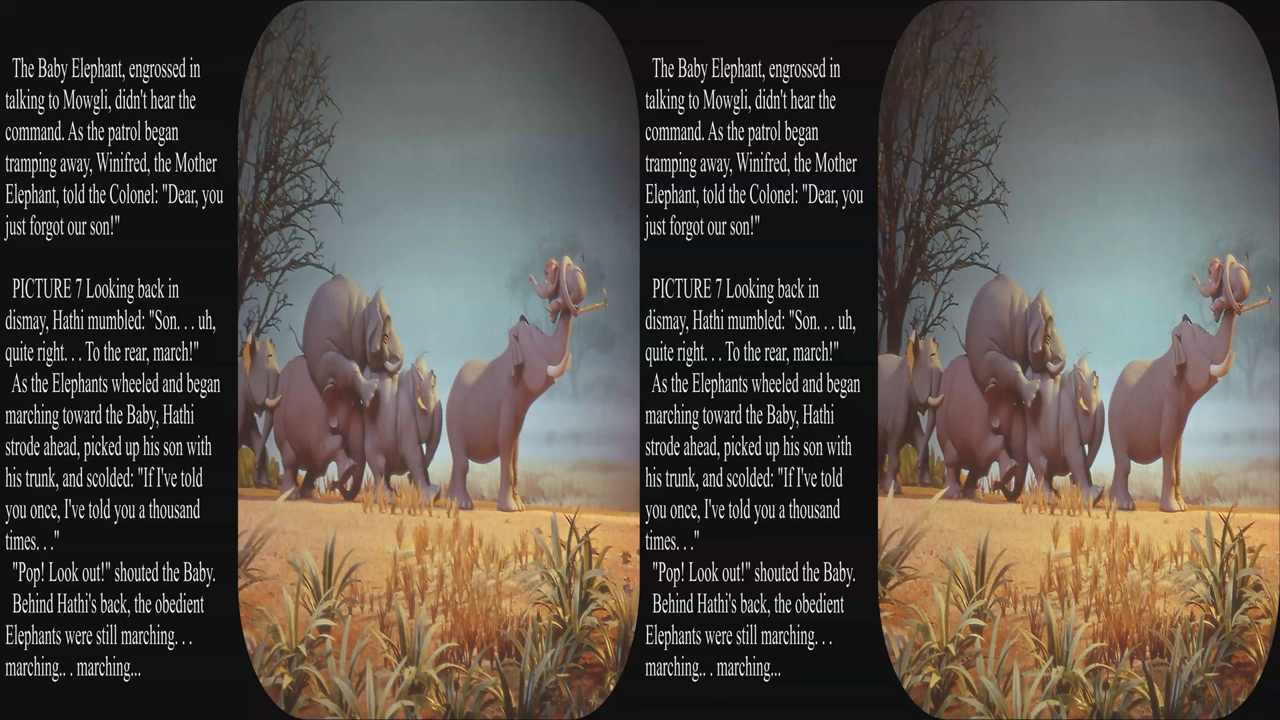 The Baby Elephant, engrossed in
talking to Mowgli, didn't hear the
command. As the patrol began
tramping away, Winifred, the Mother
Elephant, told the Colonel: "Dear, you
just forgot our son!"
PICTURE 7 Looking back in
dismay, Hathi mumbled: "Son. . . uh,
quite right. . . To the rear, march!"
As the Elephants wheeled and began
marching toward the Baby, Hathi
strode ahead, picked up his son with
his trunk, and scolded: "If I've told
you once, I've told you a thousand
times. . ."
"Pop! Look out!" shouted the Baby.
Behind Hathi's back, the obedient
Elephants were still marching. . .
marching.. . marching...
The Baby Elephant, engrossed in
talking to Mowgli, didn't hear the
command. As the patrol began
tramping away, Winifred, the Mother
Elephant, told the Colonel: "Dear, you
just forgot our son!"
PICTURE 7 Looking back in
dismay, Hathi mumbled: "Son. . . uh,
quite right. . . To the rear, march!"
As the Elephants wheeled and began
marching toward the Baby, Hathi
strode ahead, picked up his son with
his trunk, and scolded: "If I've told
you once, I've told you a thousand
times. . ."
"Pop! Look out!" shouted the Baby.
Behind Hathi's back, the obedient
Elephants were still marching. . .
marching.. . marching...